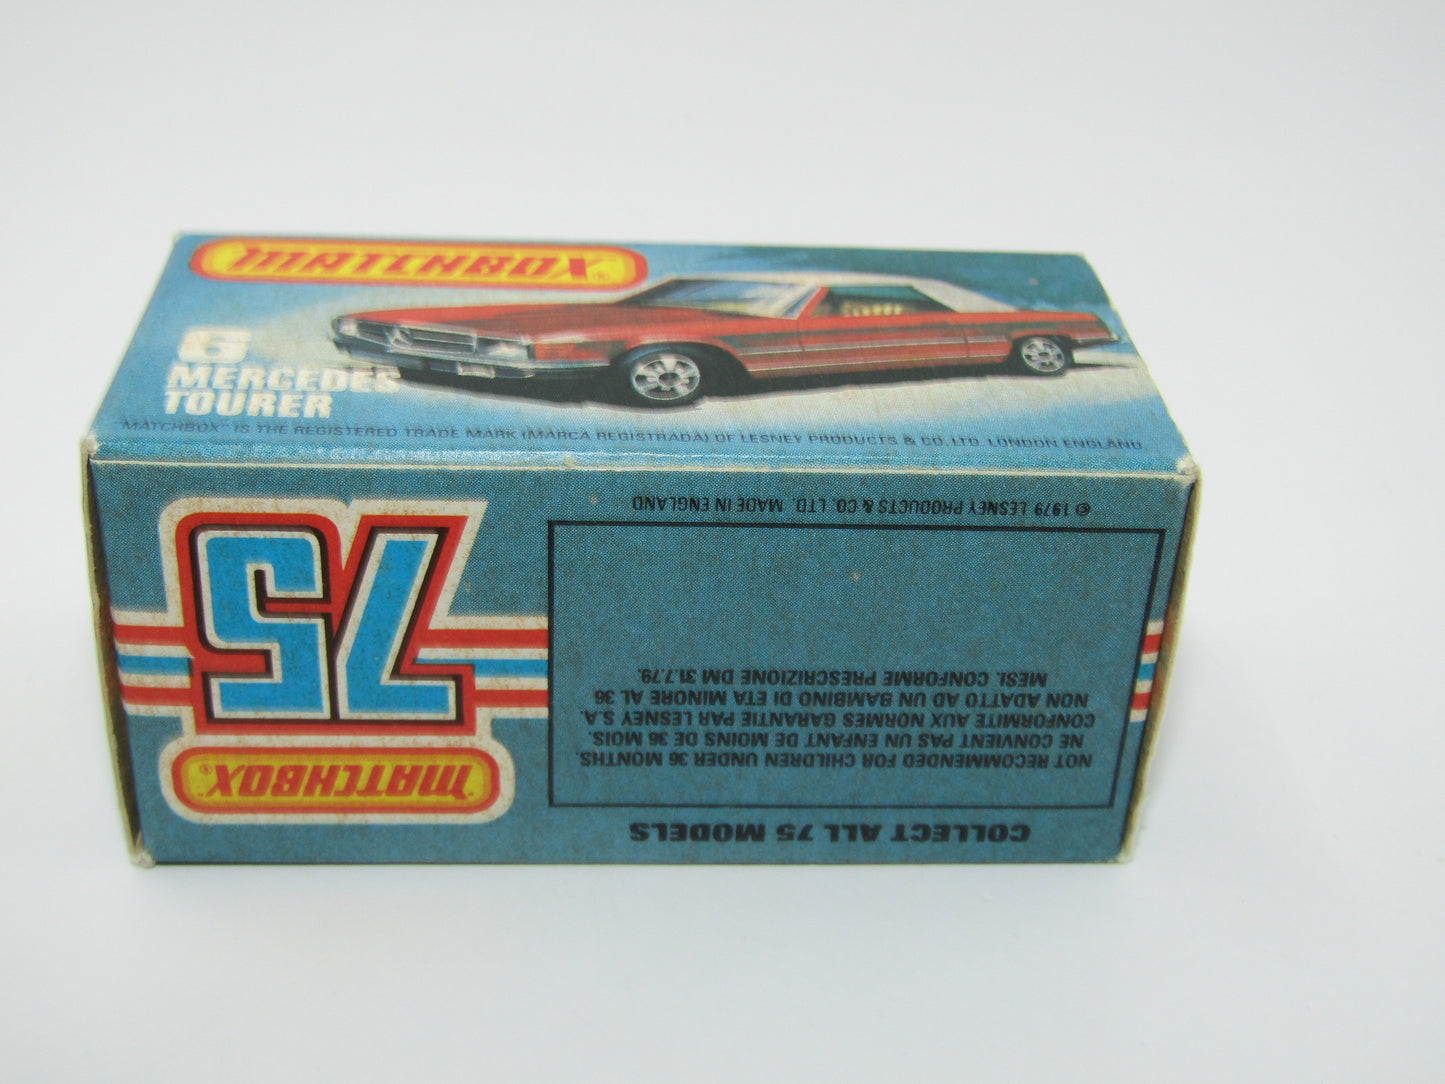 MATCHBOX®
6
MERCEDES
TOURER
"MATCHBOX" IS THE REGISTERED TRADE MARK (MARCA REGISTRADA) OF LESNEY PRODUCTS & CO. LTD. LONDON ENGLAND
COLLECT ALL 75 MODELS
NOT RECOMMENDED FOR CHILDREN UNDER 36 MONTHS
NE CONVIENT PAS UN ENFANT DE MOINS DE 36 MOIS.
CONFORMITE AUX NORMES GARANTIE PAR LESNEY S.A.
NON ADATTO AD UN BAMBINO DI ETA MINORE AL 36
MESI. CONFORME PRESCRIZIONE DM 31.7.79.
© 1979 LESNEY PRODUCTS & CO. LTD. MADE IN ENGLAND
"MATCHBOX"®
75